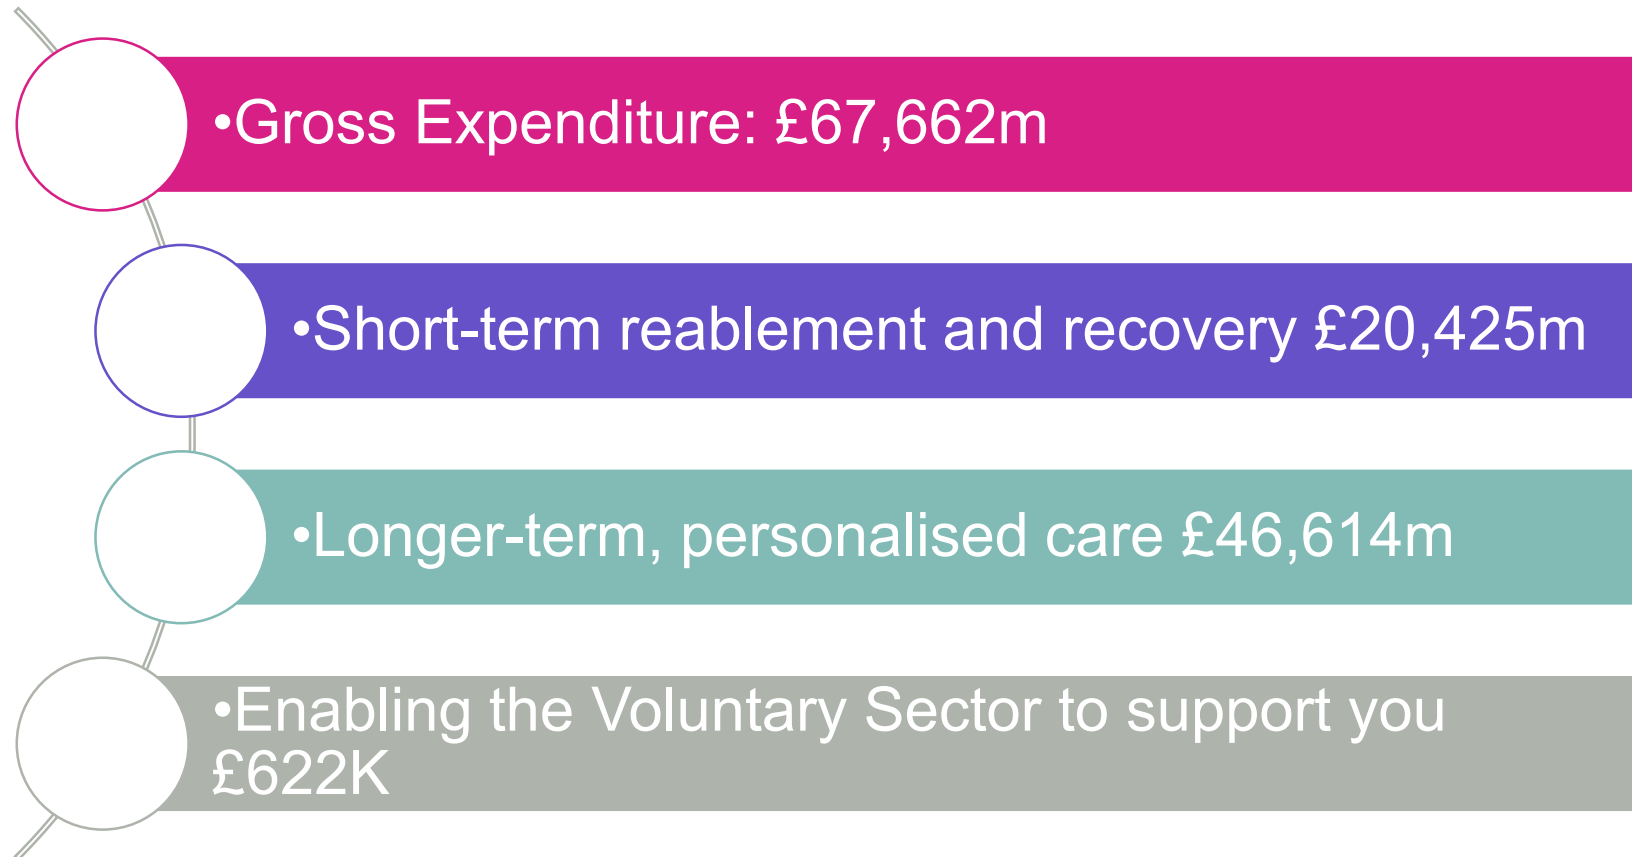 •Gross Expenditure: £67,662m
•Short-term reablement and recovery £20,425m
•Longer-term, personalised care £46,614m
•Enabling the Voluntary Sector to support you
£622K